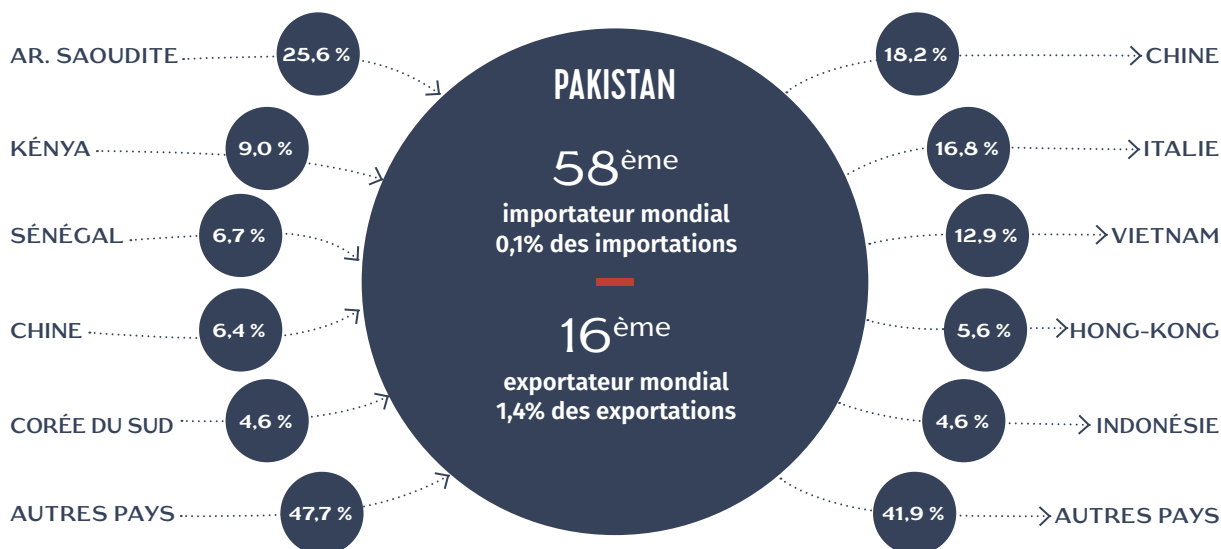 AR. SAOUDITE 25,6 %
KÉNYA 9,0 %
SÉNÉGAL 6,7 %
CHINE 6,4 %
CORÉE DU SUD 4,6 %
AUTRES PAYS 47,7 %
PAKISTAN
58ème
importateur mondial
0,1% des importations
16ème
exportateur mondial
1,4% des exportations
18,2 % CHINE
16,8 % ITALIE
12,9 % VIETNAM
5,6 % HONG-KONG
4,6 % INDONÉSIE
41,9 % AUTRES PAYS